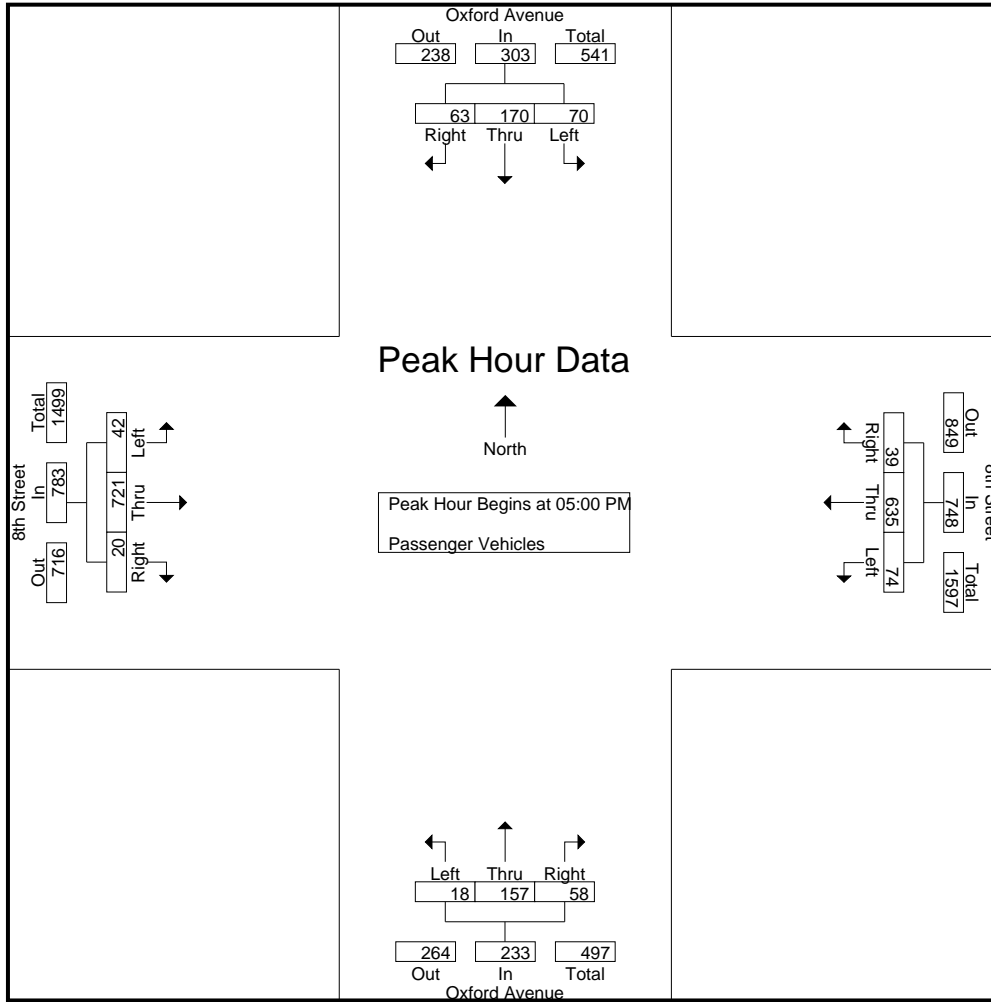 Oxford Avenue
Out In Total
238 303 541
63 170 70
Right Thru Left
Peak Hour Data
North
Peak Hour Begins at 05:00 PM
Passenger Vehicles
8th Street
Total In Out
1499 783 716
42 721 20
Left Thru Right
8th Street
Out In Total
849 748 1597
39 635 74
Right Thru Left
Left Thru Right
18 157 58
264 233 497
Out In Total
Oxford Avenue